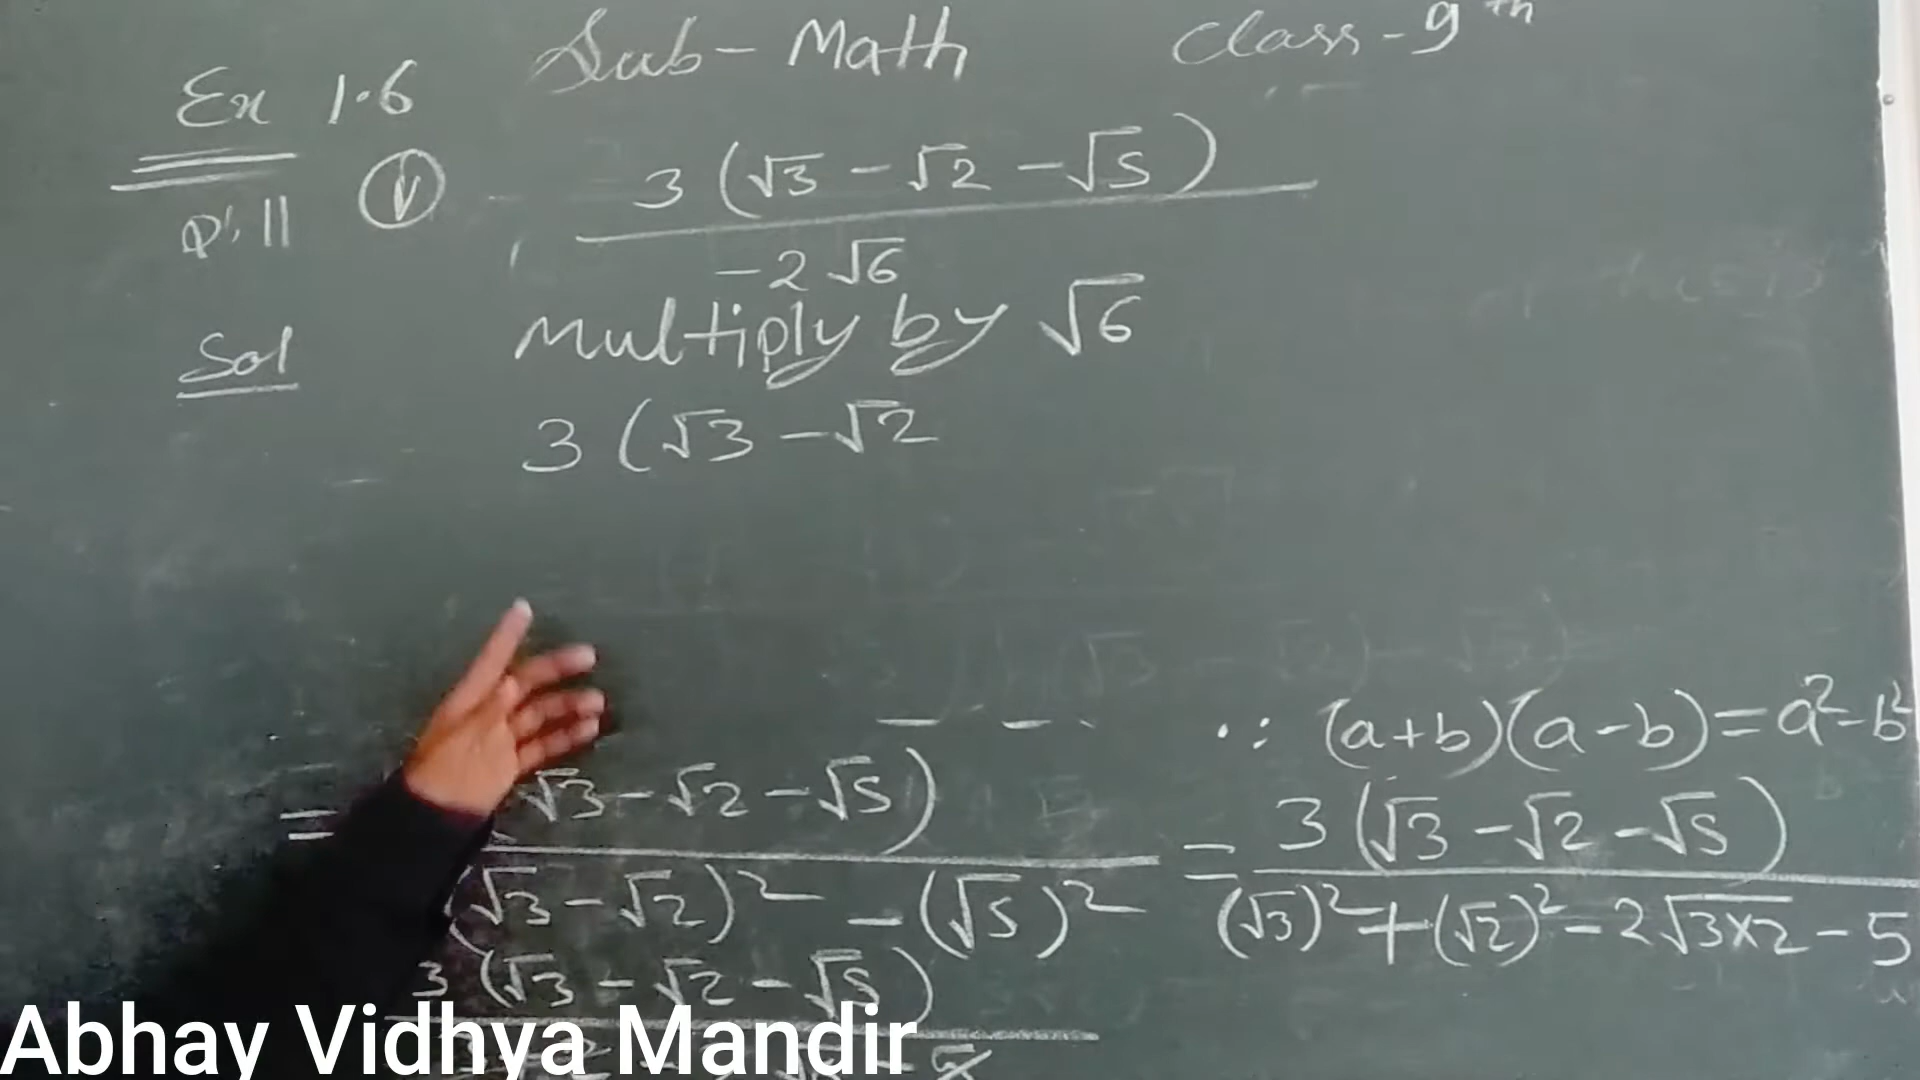 Sub- Math Class-9th
Ex 1.6
3 (√3 - √2 - √5)
Q. 11
-2√6
Sol Multiply by √6
3 (√3 - √2
∵ (a+b)(a-b)=a²-b²
= √3 - √2 - √5) = 3 (√3 - √2 - √5)
(√3 - √2)² - (√5)² (√3)² + (√2)² - 2√3×2 - 5
3 (√3 - √2 - √5)
Abhay Vidhya Mandir